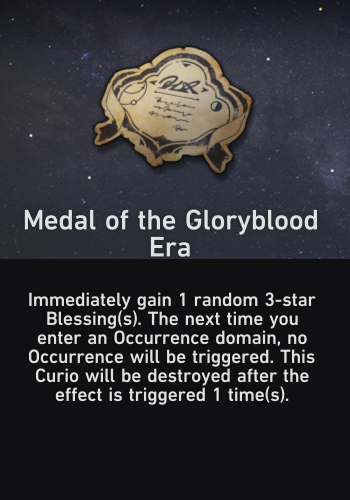 Medal of the Gloryblood
Era
Immediately gain 1 random 3-star
Blessing(s). The next time you
enter an Occurrence domain, no
Occurrence will be triggered. This
Curio will be destroyed after the
effect is triggered 1 time(s).